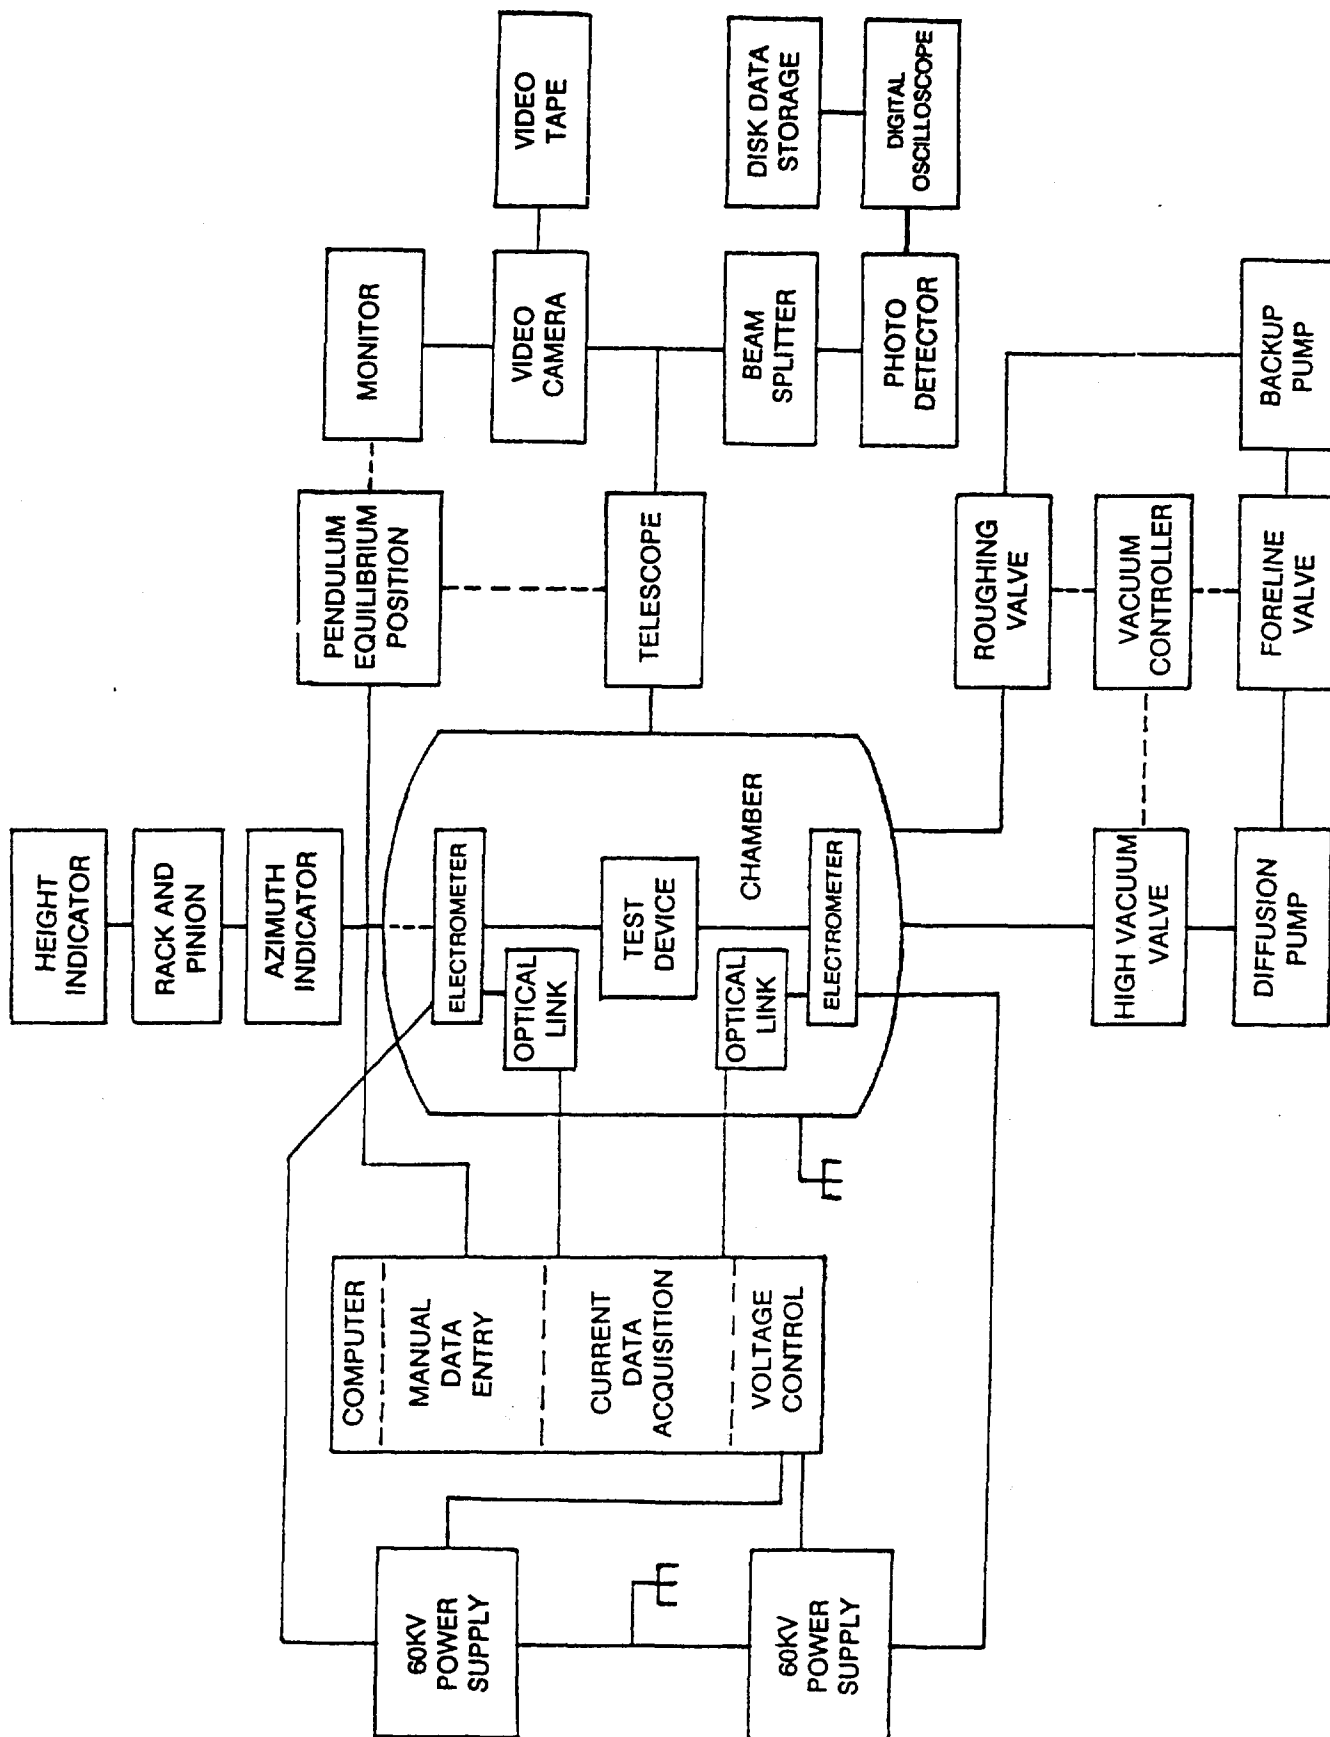 HEIGHT
INDICATOR
RACK AND
PINION
AZIMUTH
INDICATOR
PENDULUM
EQUILIBRIUM
POSITION
MONITOR
VIDEO
CAMERA
VIDEO
TAPE
TELESCOPE
BEAM
SPLITTER
PHOTO
DETECTOR
DISK DATA
STORAGE
DIGITAL
OSCILLOSCOPE
COMPUTER
MANUAL
DATA
ENTRY
CURRENT
DATA
ACQUISITION
VOLTAGE
CONTROL
ELECTROMETER
OPTICAL
LINK
TEST
DEVICE
CHAMBER
OPTICAL
LINK
ELECTROMETER
60KV
POWER
SUPPLY
60KV
POWER
SUPPLY
ROUGHING
VALVE
VACUUM
CONTROLLER
HIGH VACUUM
VALVE
DIFFUSION
PUMP
FORELINE
VALVE
BACKUP
PUMP